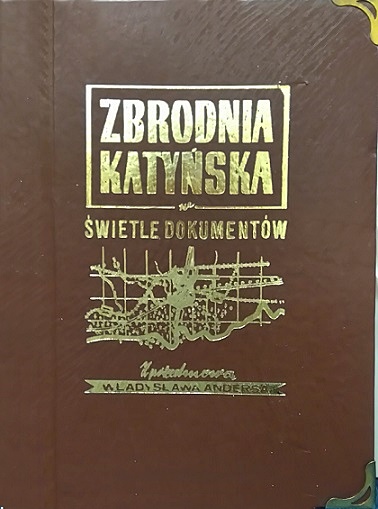 ZBRODNIA
KATYŃSKA
w
ŚWIETLE DOKUMENTÓW
Z przedmową
WŁADYSŁAWA ANDERSA